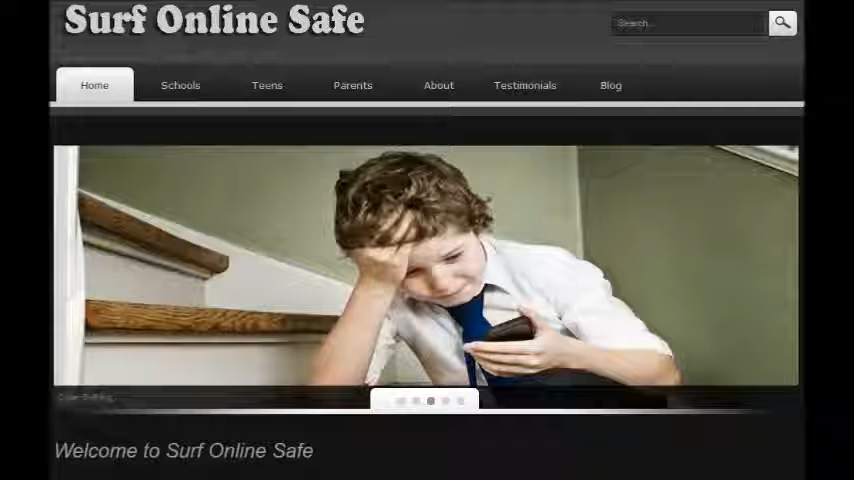 Surf Online Safe
Search...
Home
Schools
Teens
Parents
About
Testimonials
Blog
Welcome to Surf Online Safe